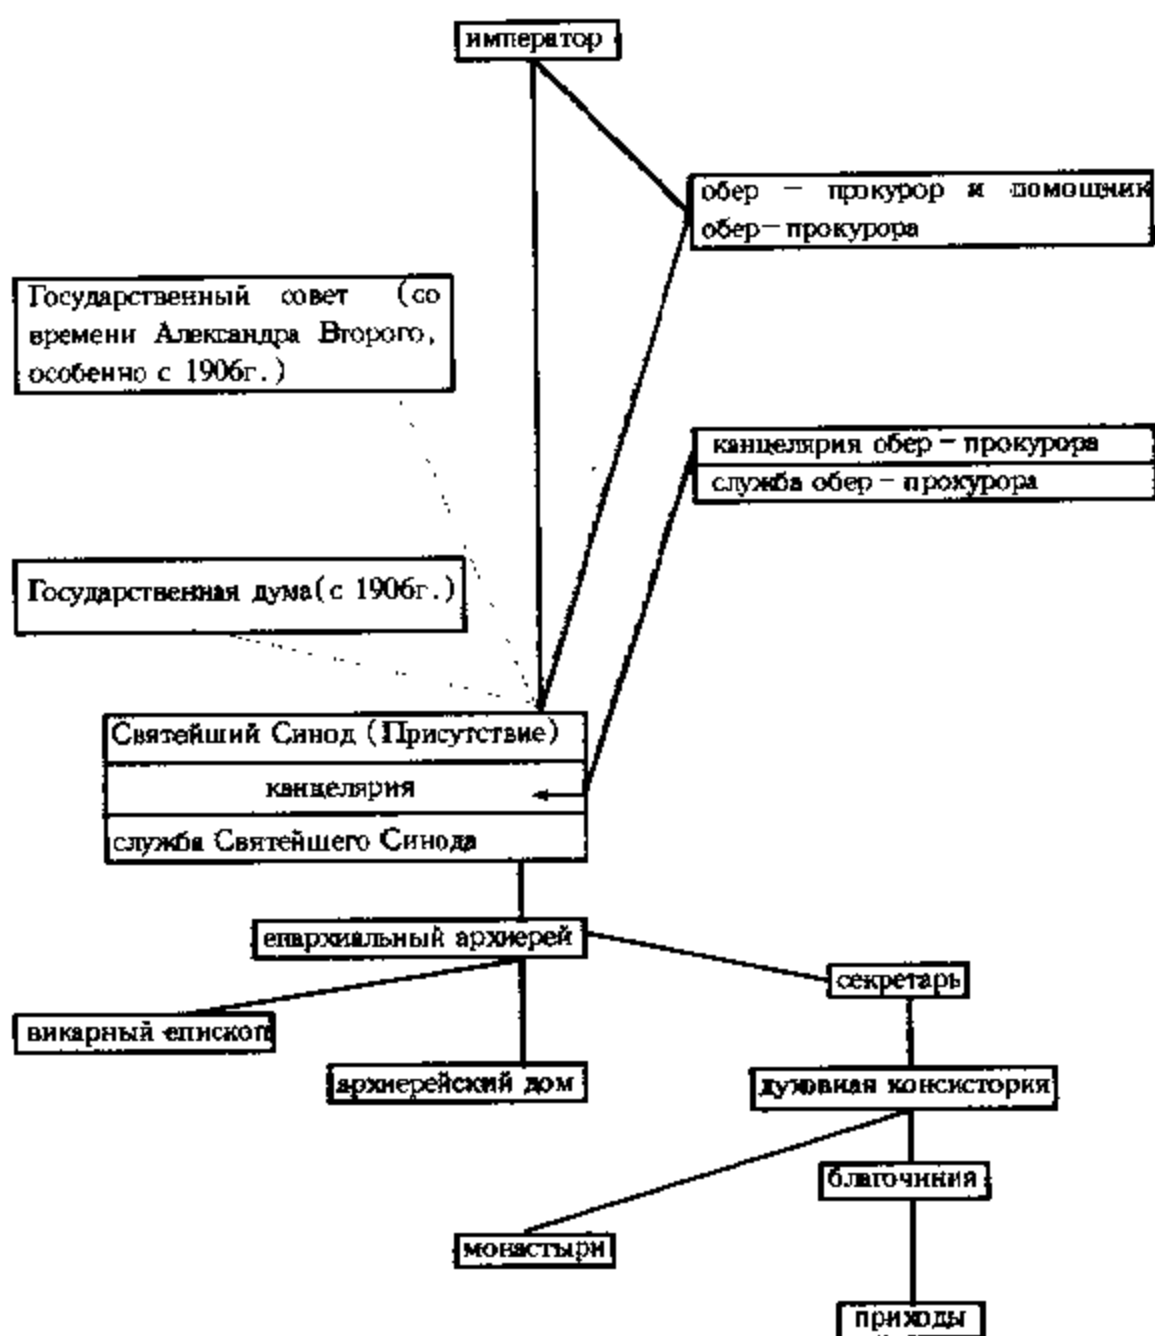 император
обер - прокурор и помощник
обер-прокурора
Государственный совет (со
времени Александра Второго,
особенно с 1906г.)
канцелярия обер - прокурора
служба обер - прокурора
Государственная дума(с 1906г.)
Святейший Синод (Присутствие)
канцелярия
служба Святейшего Синода
епархиальный архиерей
секретарь
викарный епископ
архиерейский дом
духовная консистория
благочиния
монастыри
приходы